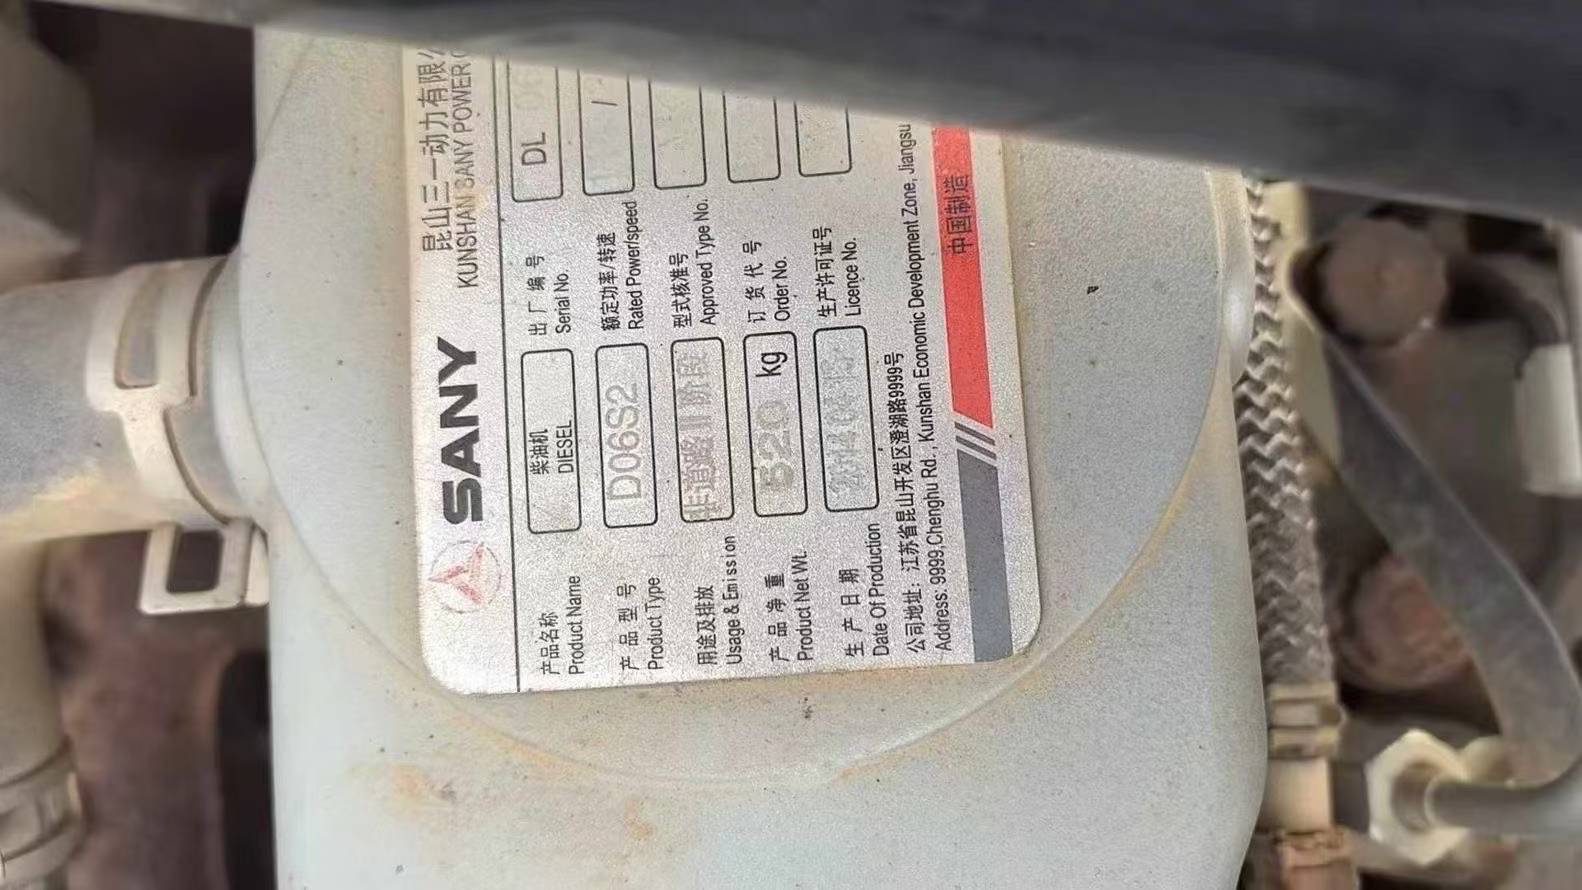 SANY
昆山三一动力有限
KUNSHAN SANY POWER
产品名称
Product Name
柴油机
DIESEL
出厂编号
Serial No.
DL
产品型号
Product Type
D06S2
额定功率/转速
Rated Power/speed
/
用途及排放
Usage & Emission
非道路II阶段
型式核准号
Approved Type No.
产品净重
Product Net Wt.
520 kg
订货代号
Order No.
生产日期
Date Of Production
生产许可证号
Licence No.
公司地址：江苏省昆山开发区澄湖路9999号
Address: 9999,Chenghu Rd. , Kunshan Economic Development Zone, Jiangsu
中国制造